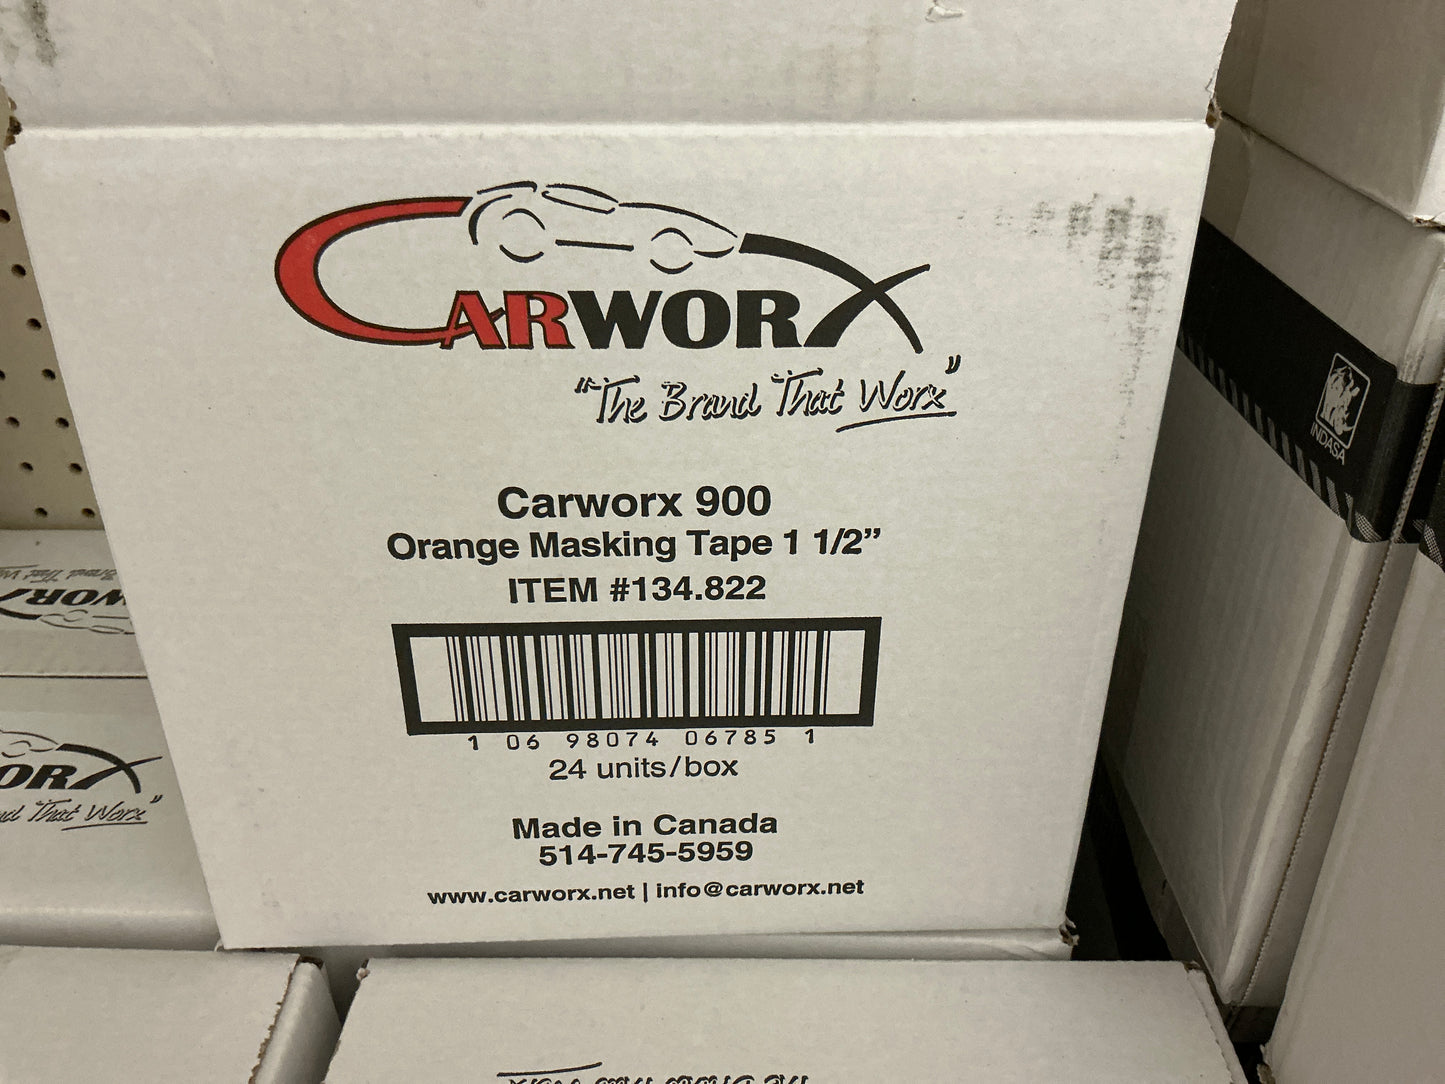 CARWORX
"The Brand That Worx"
Carworx 900
Orange Masking Tape 1 1/2”
ITEM #134.822
1 06 98074 06785 1
24 units/box
Made in Canada
514-745-5959
www.carworx.net | info@carworx.net
INDASA
WORX
ORX
That Worx”